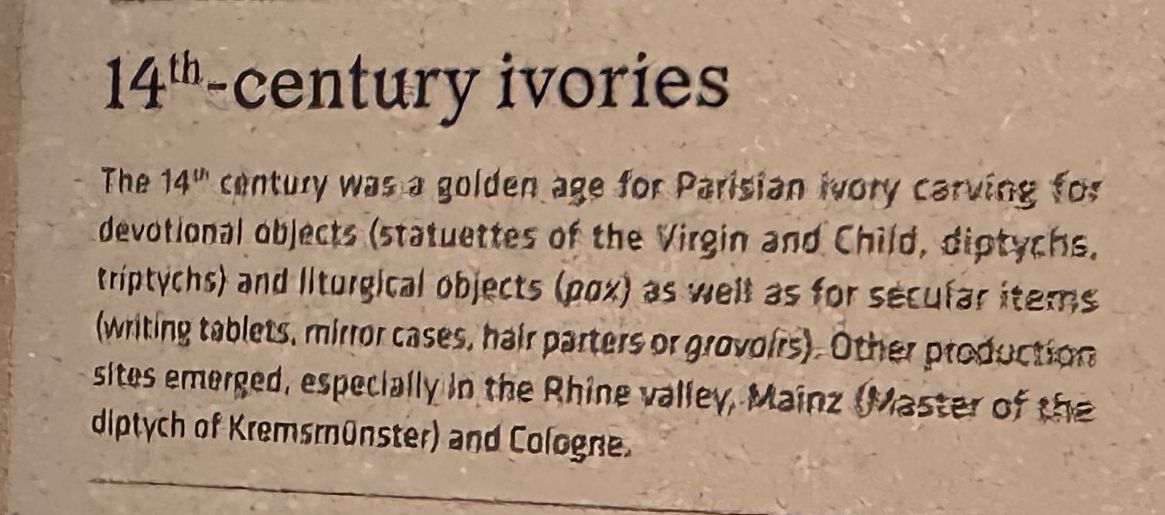 14th-century ivories
The 14th century was a golden age for Parisian ivory carving for
devotional objects (statuettes of the Virgin and Child, diptychs,
triptychs) and liturgical objects (pax) as well as for secular items
(writing tablets, mirror cases, hair parters or gravoirs). Other production
sites emerged, especially in the Rhine valley, Mainz (Master of the
diptych of Kremsmünster) and Cologne.